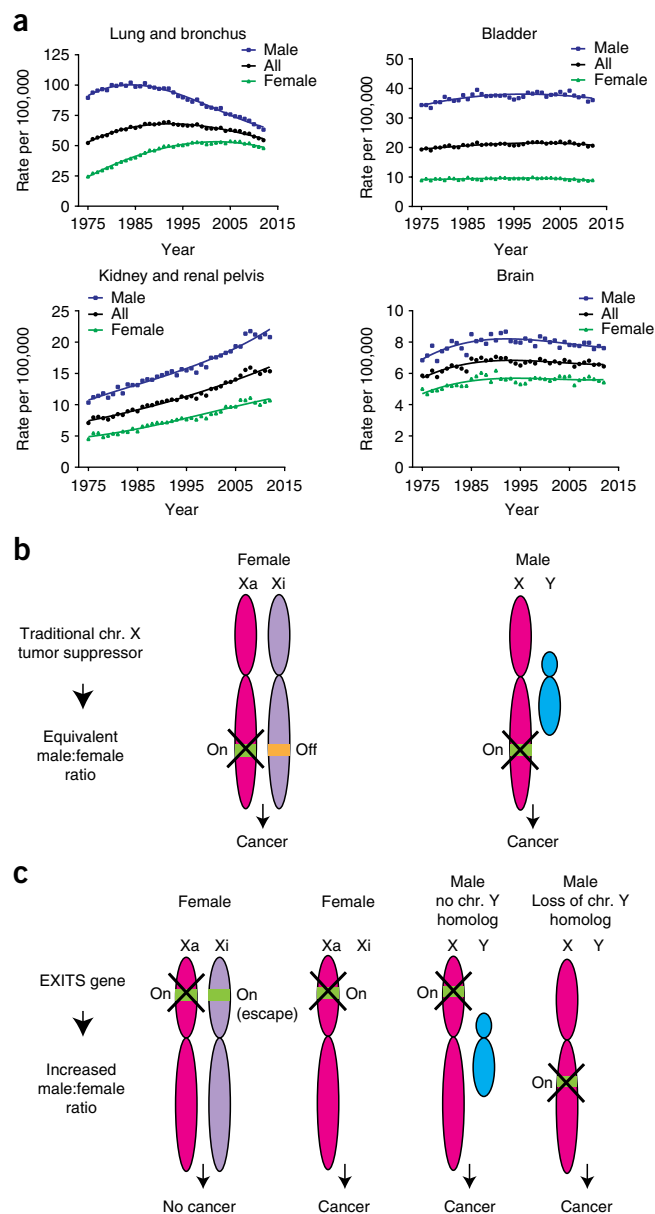 a
Lung and bronchus
Male
All
Female
Rate per 100,000
125
100
75
50
25
0
1975 1985 1995 2005 2015
Year
Bladder
Male
All
Female
Rate per 100,000
50
40
30
20
10
0
1975 1985 1995 2005 2015
Year
Kidney and renal pelvis
Male
All
Female
Rate per 100,000
25
20
15
10
5
0
1975 1985 1995 2005 2015
Year
Brain
Male
All
Female
Rate per 100,000
10
8
6
4
2
0
1975 1985 1995 2005 2015
Year
b
Traditional chr. X
tumor suppressor
Equivalent
male:female
ratio
Female
Xa Xi
On Off
Cancer
Male
X Y
On
Cancer
c
EXITS gene
Increased
male:female
ratio
Female
Xa Xi
On On
(escape)
No cancer
Female
Xa Xi
On
Cancer
Male
no chr. Y
homolog
X Y
On
Cancer
Male
Loss of chr. Y
homolog
X Y
On
Cancer